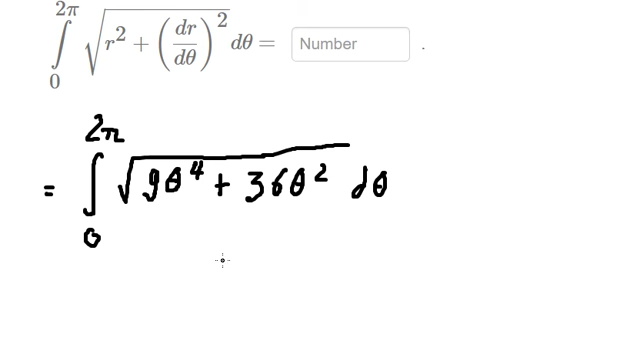 ∫₀^{2π} √(r² + (dr/dθ)²) dθ = Number .
= ∫₀^{2π} √(9θ⁴ + 36θ²) dθ